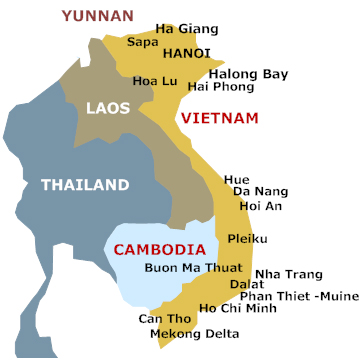 YUNNAN
Ha Giang
Sapa
HANOI
Halong Bay
Hoa Lu
Hai Phong
LAOS
VIETNAM
Hue
THAILAND
Da Nang
Hoi An
Pleiku
CAMBODIA
Buon Ma Thuat
Nha Trang
Dalat
Phan Thiet -Muine
Ho Chi Minh
Can Tho
Mekong Delta